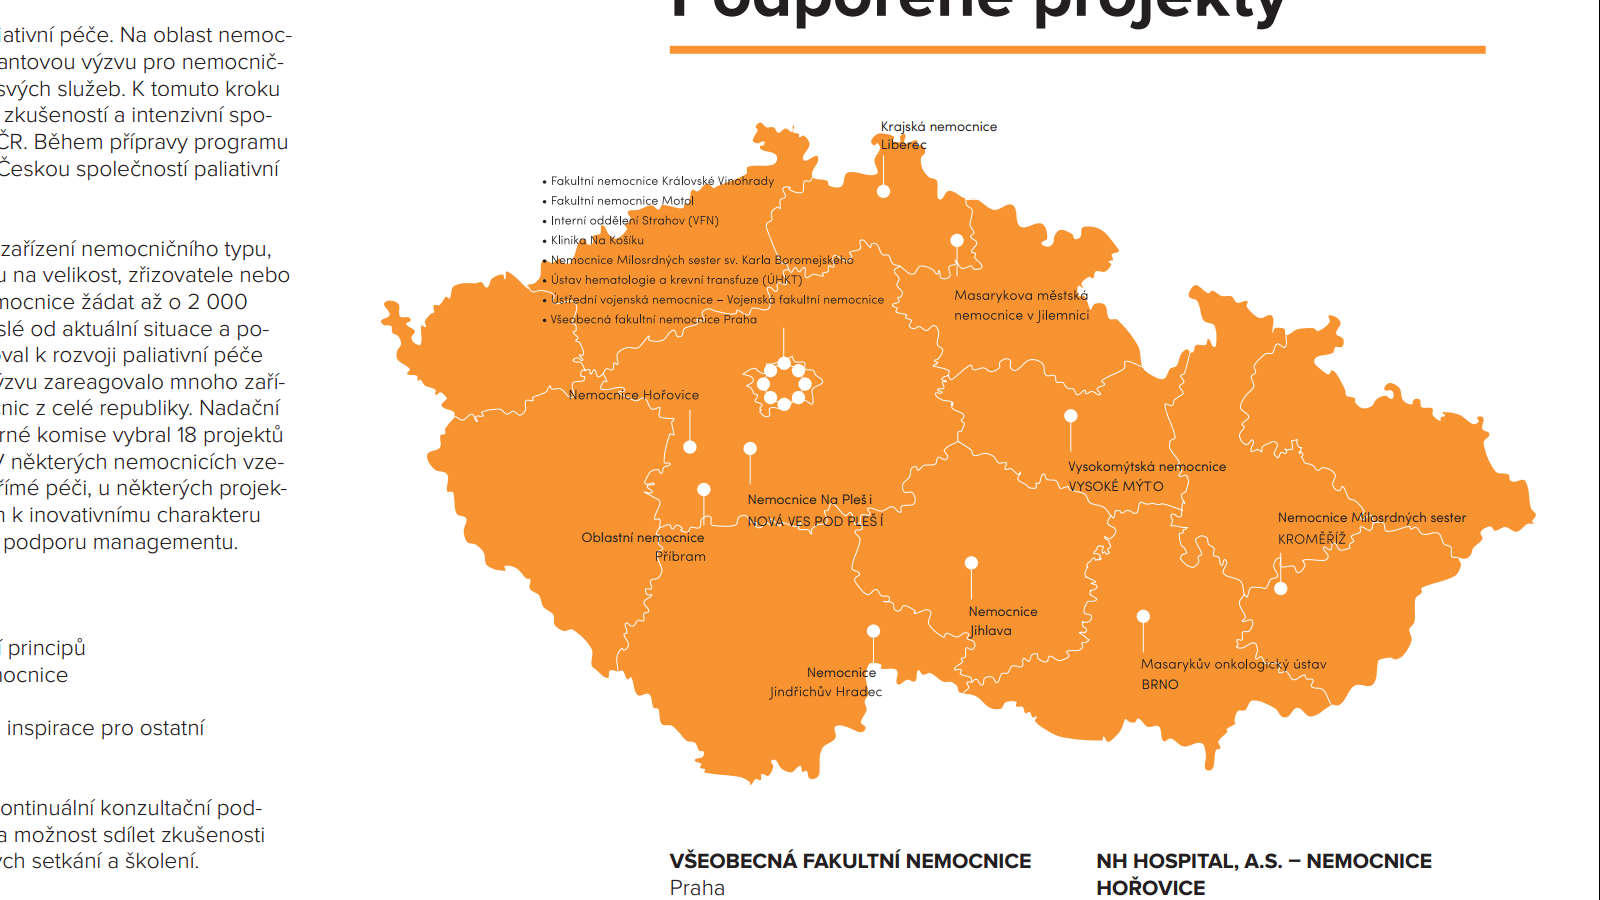 iativní péče. Na oblast nemoc-
antovou výzvu pro nemocnič-
svých služeb. K tomuto kroku
zkušeností a intenzivní spo-
ČR. Během přípravy programu
Českou společností paliativní
zařízení nemocničního typu,
u na velikost, zřizovatele nebo
mocnice žádat až o 2 000
slé od aktuální situace a po-
oval k rozvoji paliativní péče
ýzvu zareagovalo mnoho zaří-
cnic z celé republiky. Nadační
rné komise vybral 18 projektů
V některých nemocnicích vze-
římé péči, u některých projek-
m k inovativnímu charakteru
podporu managementu.
í principů
nocnice
inspirace pro ostatní
ontinuální konzultační pod-
a možnost sdílet zkušenosti
ých setkání a školení.
Podpořené projekty
Krajská nemocnice
Liberec
• Fakultní nemocnice Královské Vinohrady
• Fakultní nemocnice Motol
• Interní oddělení Strahov (VFN)
• Klinika Na Košíku
• Nemocnice Milosrdných sester sv. Karla Boromejského
• Ústav hematologie a krevní transfuze (ÚHKT)
• Ústřední vojenská nemocnice – Vojenská fakultní nemocnice
• Všeobecná fakultní nemocnice Praha
Masarykova městská
nemocnice v Jilemnici
Nemocnice Hořovice
Vysokomýtská nemocnice
VYSOKÉ MÝTO
Nemocnice Na Pleši
NOVÁ VES POD PLEŠÍ
Nemocnice Milosrdných sester
KROMĚŘÍŽ
Oblastní nemocnice
Příbram
Nemocnice
Jihlava
Nemocnice
Jindřichův Hradec
Masarykův onkologický ústav
BRNO
VŠEOBECNÁ FAKULTNÍ NEMOCNICE
Praha
NH HOSPITAL, A.S. – NEMOCNICE
HOŘOVICE